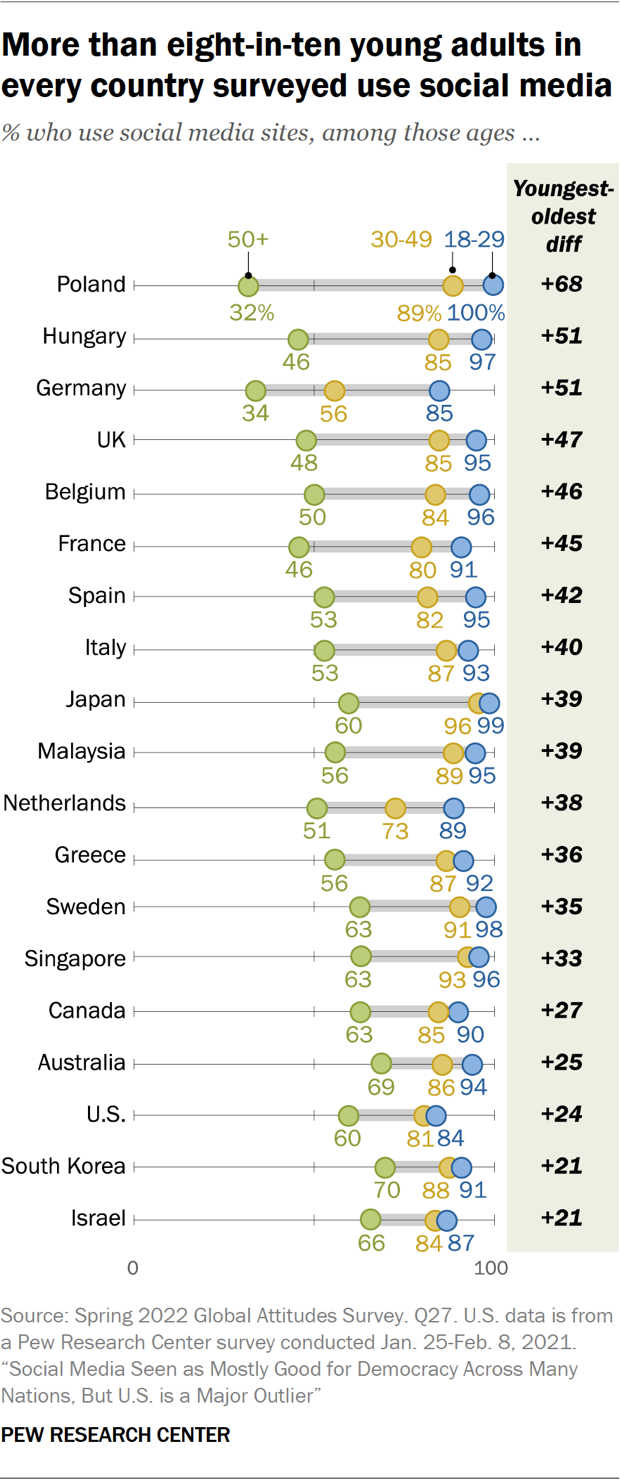 More than eight-in-ten young adults in
every country surveyed use social media
% who use social media sites, among those ages ...
Youngest-
oldest
diff
50+ 30-49 18-29
Poland +68
32% 89% 100%
Hungary +51
46 85 97
Germany +51
34 56 85
UK +47
48 85 95
Belgium +46
50 84 96
France +45
46 80 91
Spain +42
53 82 95
Italy +40
53 87 93
Japan +39
60 96 99
Malaysia +39
56 89 95
Netherlands +38
51 73 89
Greece +36
56 87 92
Sweden +35
63 91 98
Singapore +33
63 93 96
Canada +27
63 85 90
Australia +25
69 86 94
U.S. +24
60 81 84
South Korea +21
70 88 91
Israel +21
66 84 87
0 100
Source: Spring 2022 Global Attitudes Survey. Q27. U.S. data is from
a Pew Research Center survey conducted Jan. 25-Feb. 8, 2021.
“Social Media Seen as Mostly Good for Democracy Across Many
Nations, But U.S. is a Major Outlier”
PEW RESEARCH CENTER